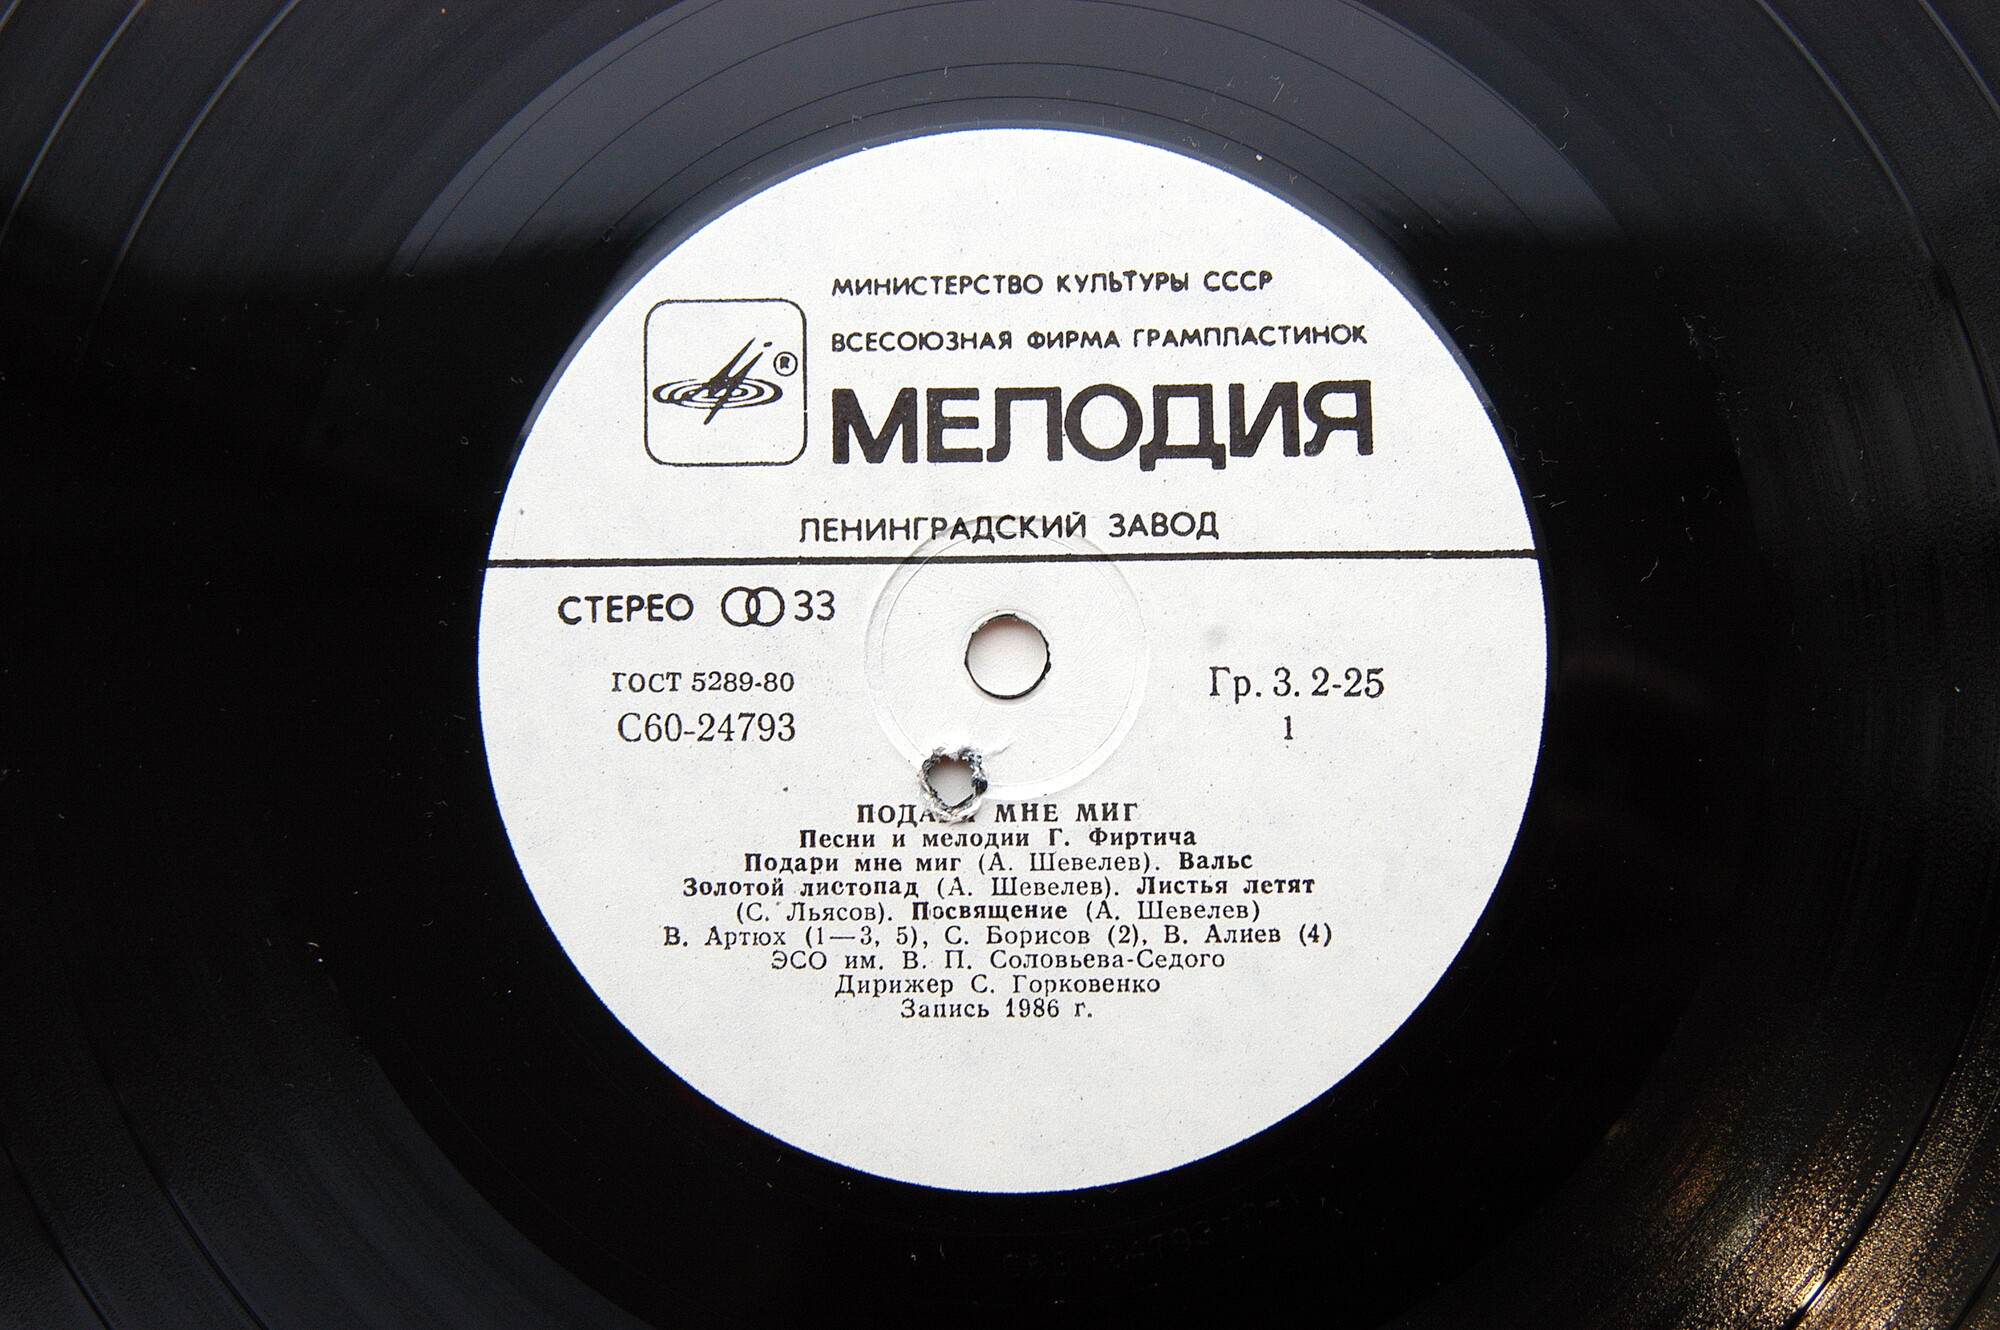 МИНИСТЕРСТВО КУЛЬТУРЫ СССР
ВСЕСОЮЗНАЯ ФИРМА ГРАМПЛАСТИНОК
®
МЕЛОДИЯ
ЛЕНИНГРАДСКИЙ ЗАВОД
СТЕРЕО 33
ГОСТ 5289-80
С60-24793
Гр. 3. 2-25
1
МНЕ МИГ
Песни и мелодии Г. Фиртича
Подари мне миг (А. Шевелев). Вальс
Золотой листопад (А. Шевелев). Листья летят
(С. Льясов). Посвящение (А. Шевелев)
В. Артюх (1—3, 5), С. Борисов (2), В. Алиев (4)
ЭСО им. В. П. Соловьева-Седого
Дирижер С. Горковенко
Запись 1986 г.